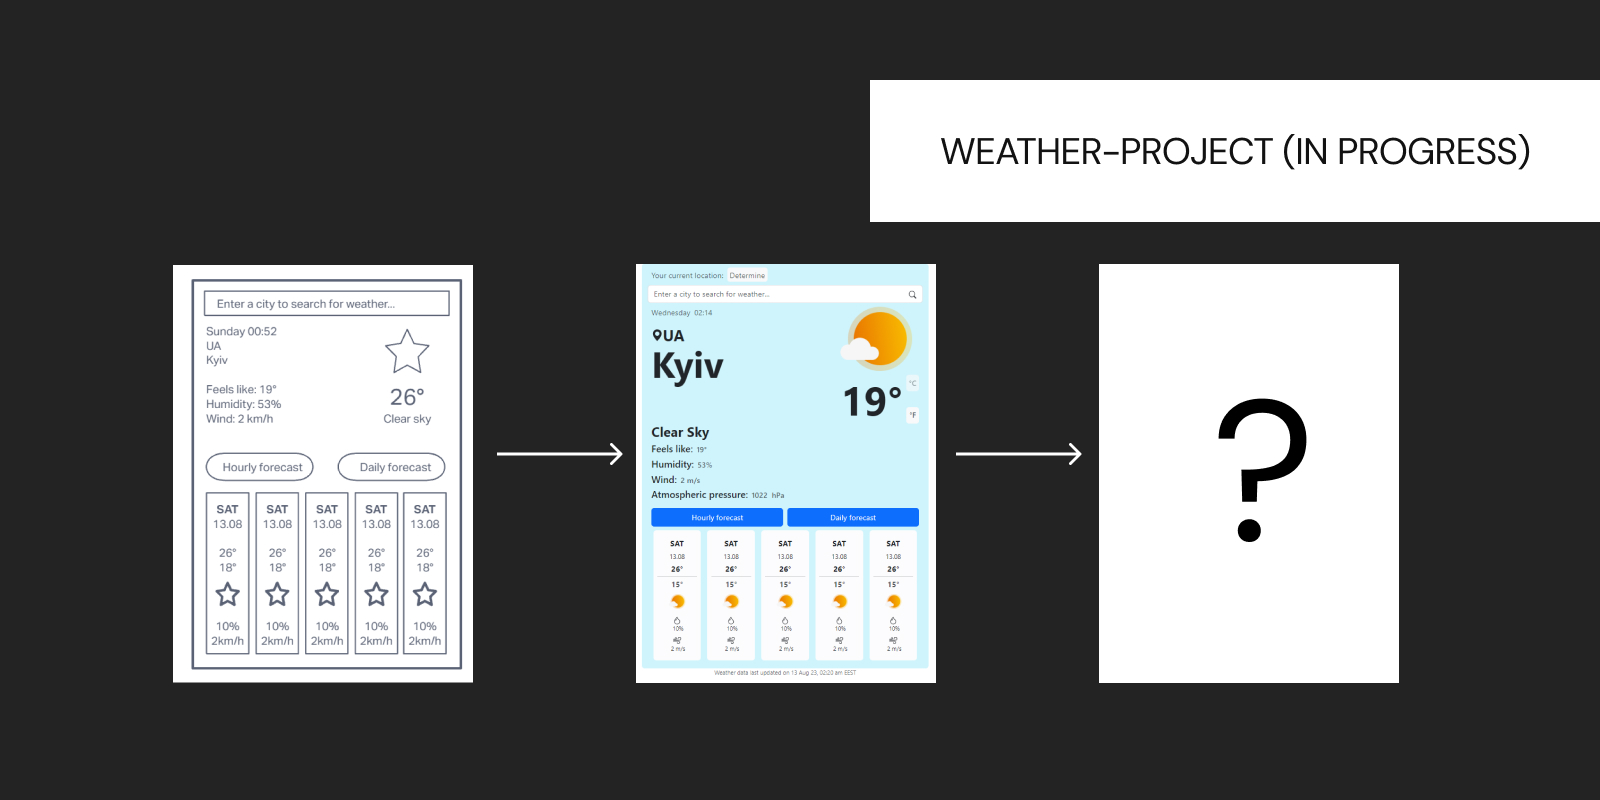 WEATHER-PROJECT (IN PROGRESS)
Enter a city to search for weather...
Sunday 00:52
UA
Kyiv
Feels like: 19°
Humidity: 53%
Wind: 2 km/h
26°
Clear sky
Hourly forecast Daily forecast
SAT SAT SAT SAT SAT
13.08 13.08 13.08 13.08 13.08
26° 26° 26° 26° 26°
18° 18° 18° 18° 18°
10% 10% 10% 10% 10%
2km/h 2km/h 2km/h 2km/h 2km/h
Your current location: Determine
Enter a city to search for weather...
Wednesday 02:14
UA
Kyiv
19° °C
°F
Clear Sky
Feels like: 19°
Humidity: 53%
Wind: 2 m/s
Atmospheric pressure: 1022 hPa
Hourly forecast Daily forecast
SAT SAT SAT SAT SAT
13.08 13.08 13.08 13.08 13.08
26° 26° 26° 26° 26°
15° 15° 15° 15° 15°
10% 10% 10% 10% 10%
2 m/s 2 m/s 2 m/s 2 m/s 2 m/s
Weather data last updated on 13 Aug 23, 02:20 am EEST
?